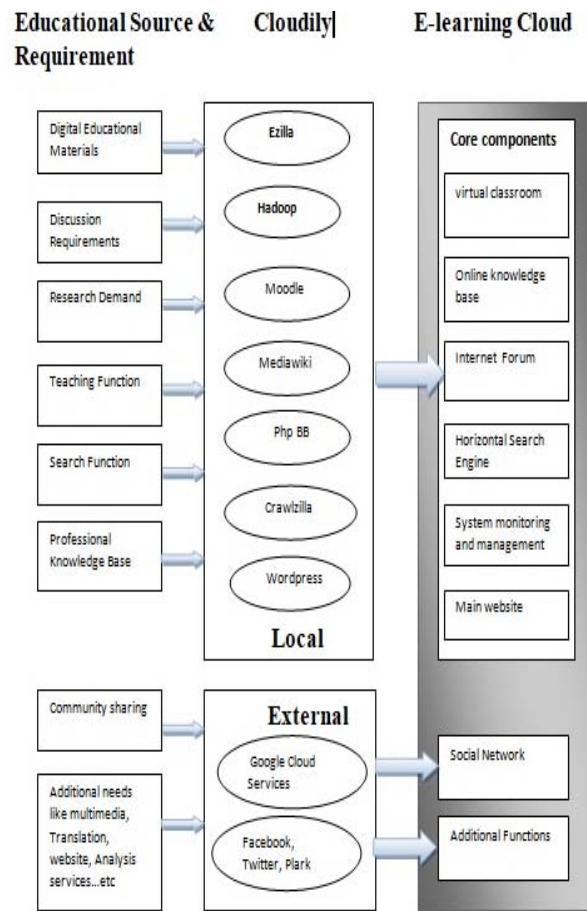 Educational Source &
Requirement
Cloudily|
E-learning Cloud
Digital Educational
Materials
Discussion
Requirements
Research Demand
Teaching Function
Search Function
Professional
Knowledge Base
Ezilla
Hadoop
Moodle
Mediawiki
Php BB
Crawlzilla
Wordpress
Local
Core components
virtual classroom
Online knowledge
base
Internet Forum
Horizontal Search
Engine
System monitoring
and management
Main website
Community sharing
Additional needs
like multimedia,
Translation,
website, Analysis
services...etc
External
Google Cloud
Services
Facebook,
Twitter, Plark
Social Network
Additional Functions